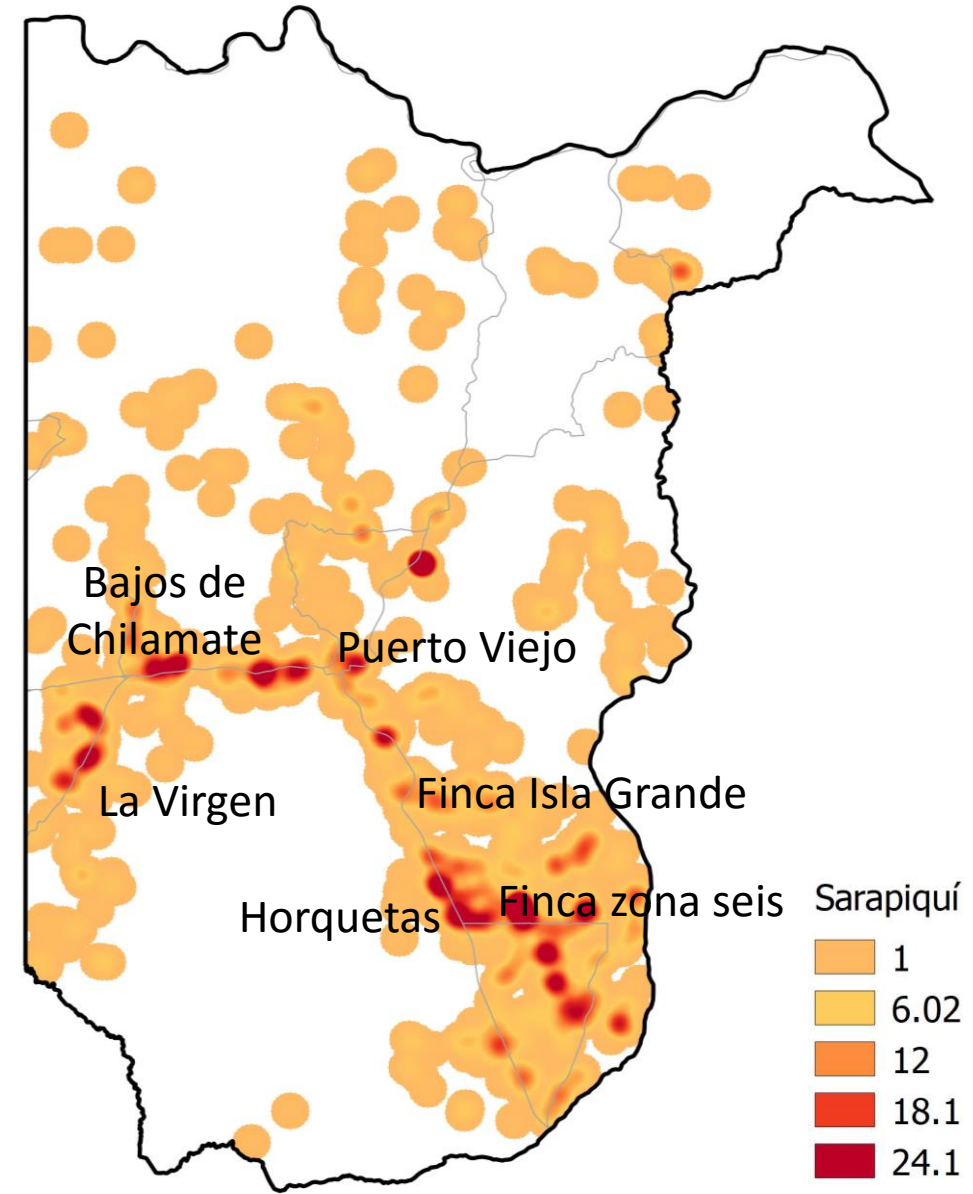 Bajos de
Chilamate
Puerto Viejo
La Virgen
Finca Isla Grande
Horquetas
Finca zona seis
Sarapiquí
1
6.02
12
18.1
24.1